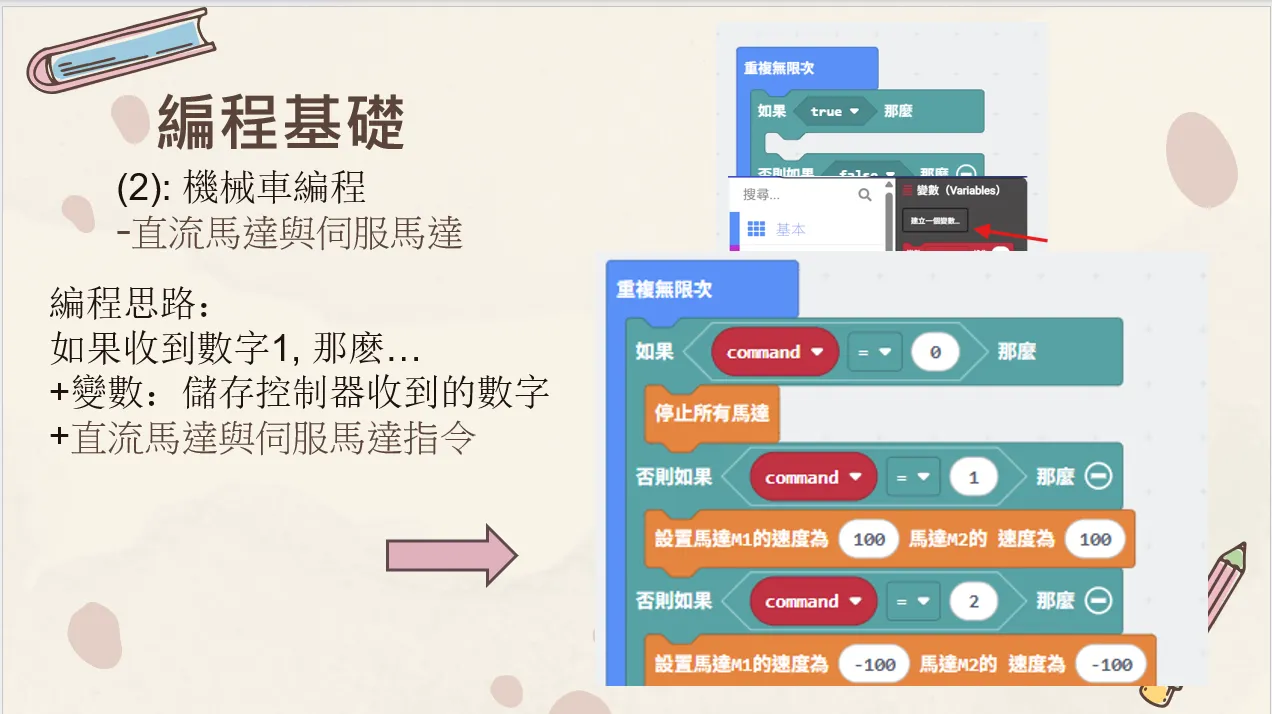 編程基礎
(2): 機械車編程
-直流馬達與伺服馬達
編程思路：
如果收到數字1, 那麽…
+變數：儲存控制器收到的數字
+直流馬達與伺服馬達指令
重複無限次
如果 true 那麼
否則如果 false 那麼
搜尋...
基本
變數（Variables）
建立一個變數...
重複無限次
如果 command = 0 那麼
停止所有馬達
否則如果 command = 1 那麼
設置馬達M1的速度為 100 馬達M2的 速度為 100
否則如果 command = 2 那麼
設置馬達M1的速度為 -100 馬達M2的 速度為 -100